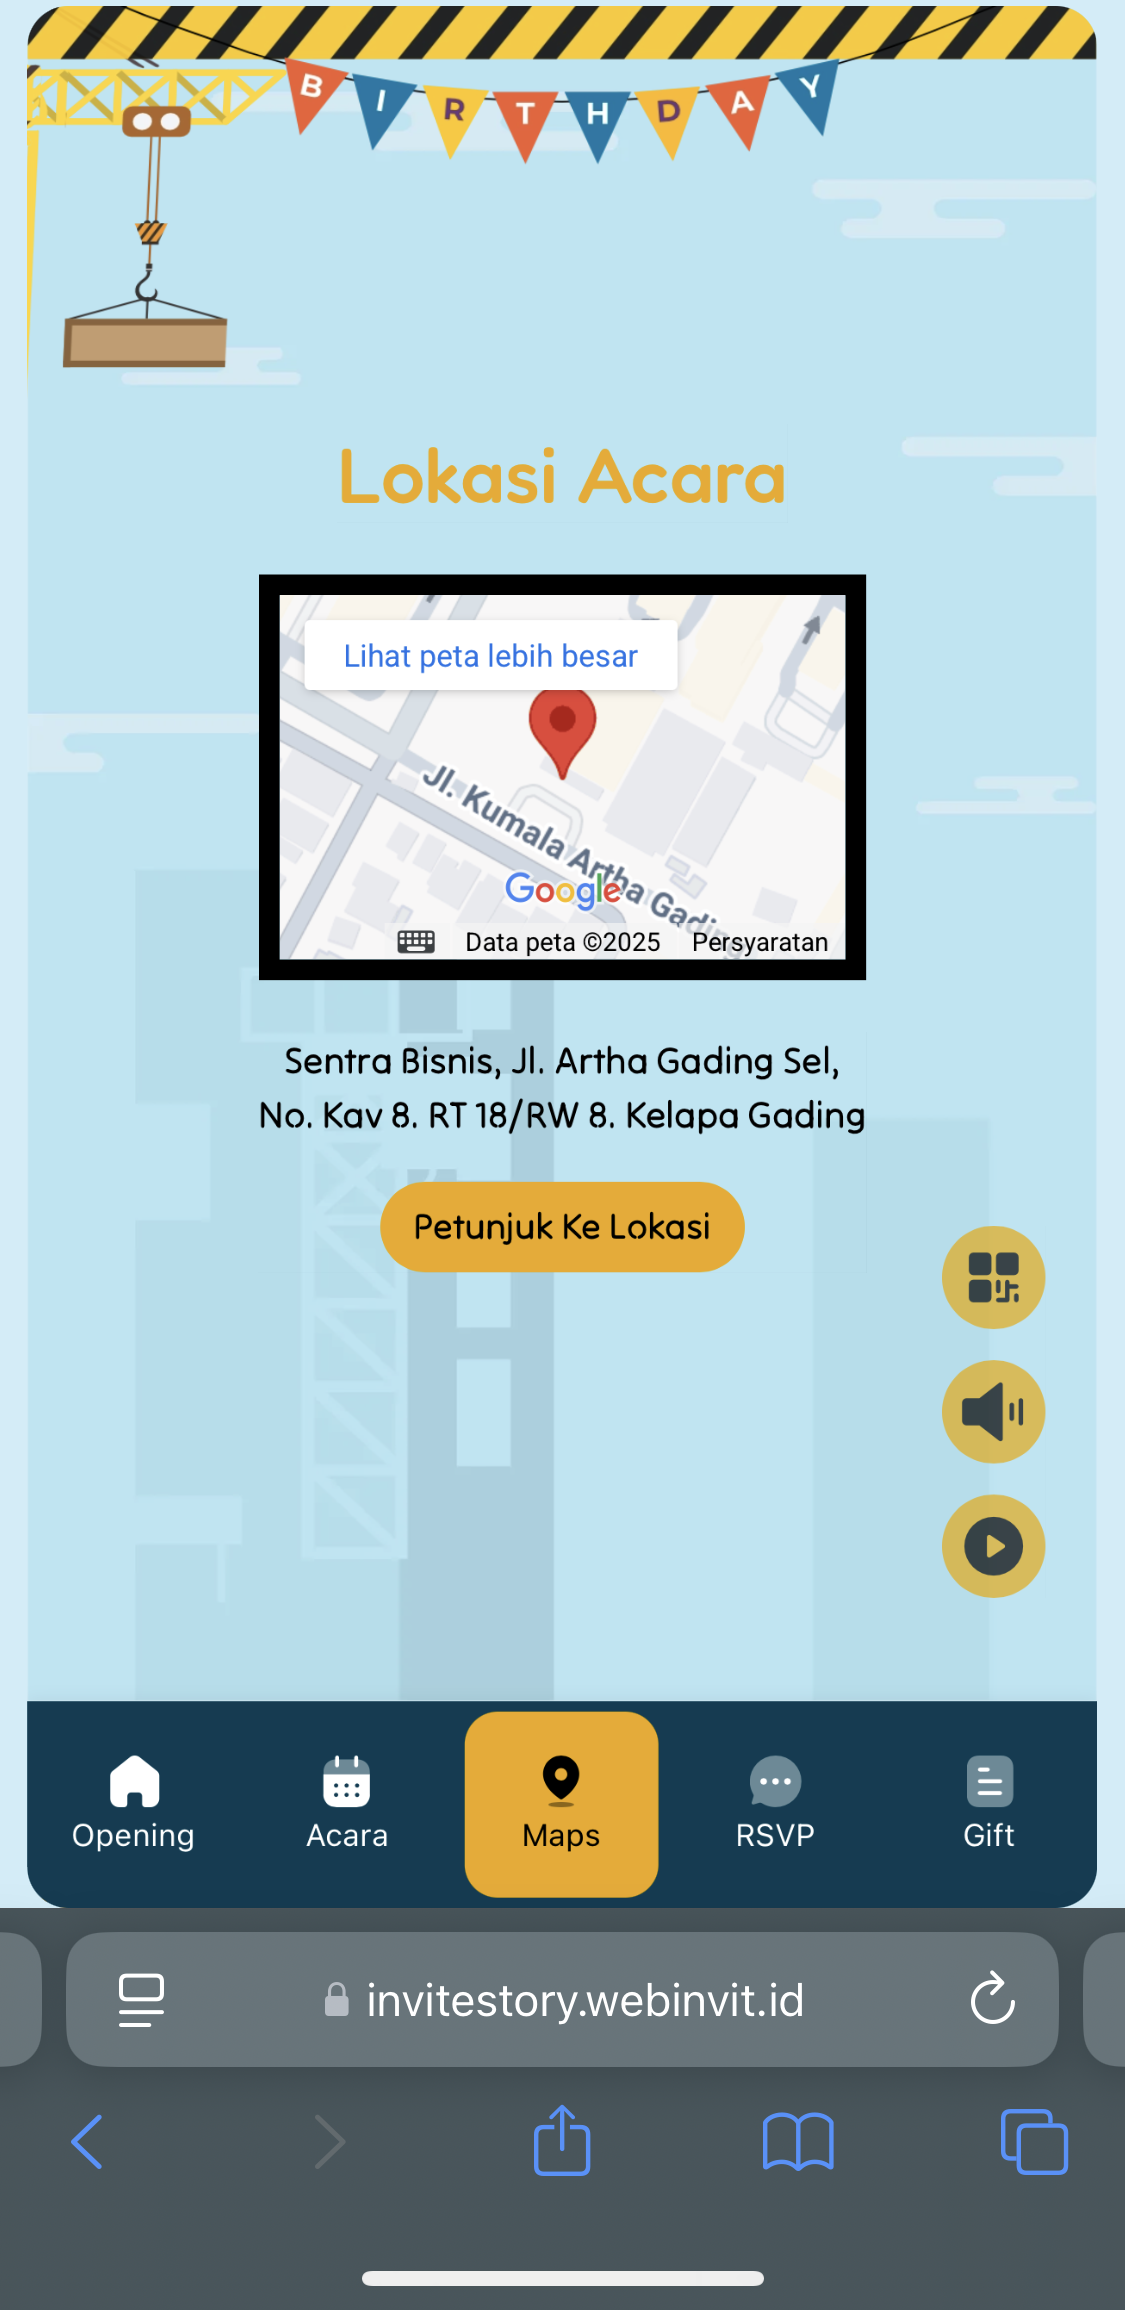 BIRTHDAY
Lokasi Acara
Lihat peta lebih besar
Jl. Kumala Artha Gading
Google
Data peta ©2025 Persyaratan
Sentra Bisnis, Jl. Artha Gading Sel,
No. Kav 8. RT 18/RW 8. Kelapa Gading
Petunjuk Ke Lokasi
Opening Acara Maps RSVP Gift
invitestory.webinvit.id